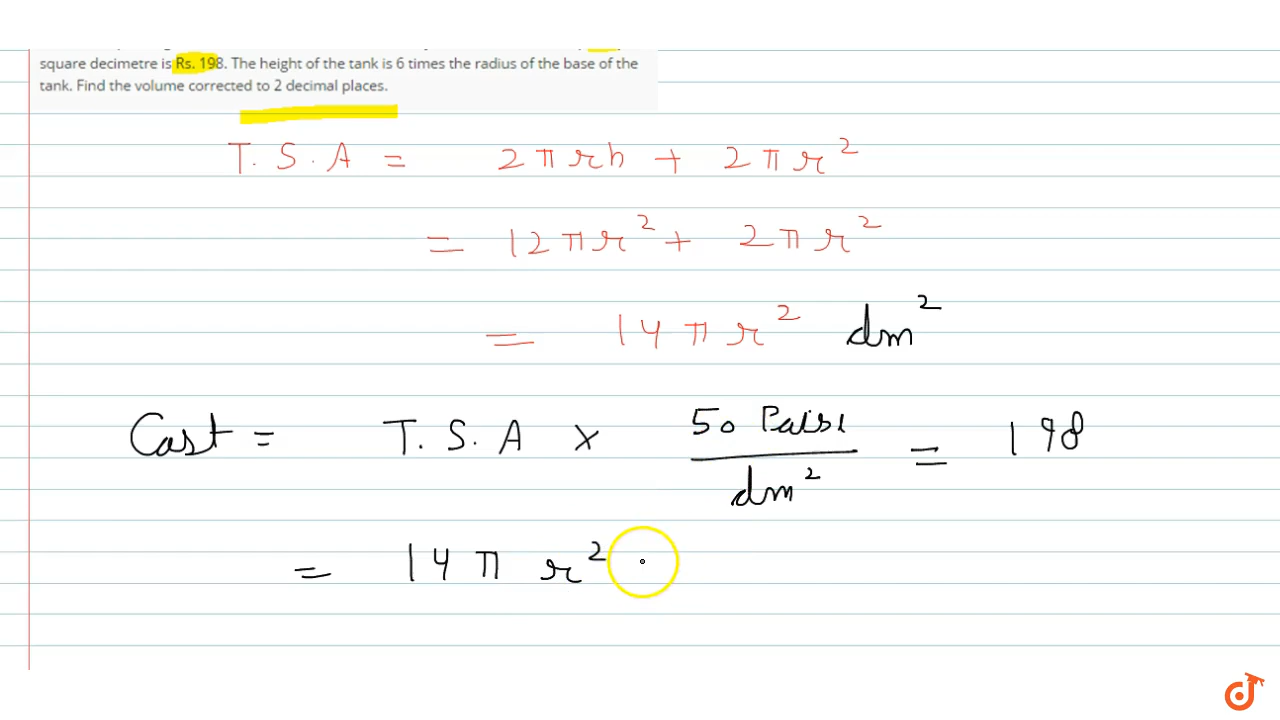 square decimetre is Rs. 198. The height of the tank is 6 times the radius of the base of the
tank. Find the volume corrected to 2 decimal places.
T.S.A = 2πrh + 2πr²
= 12πr² + 2πr²
= 14πr² dm²
Cost = T.S.A × 50 Paise / dm² = 198
= 14πr²